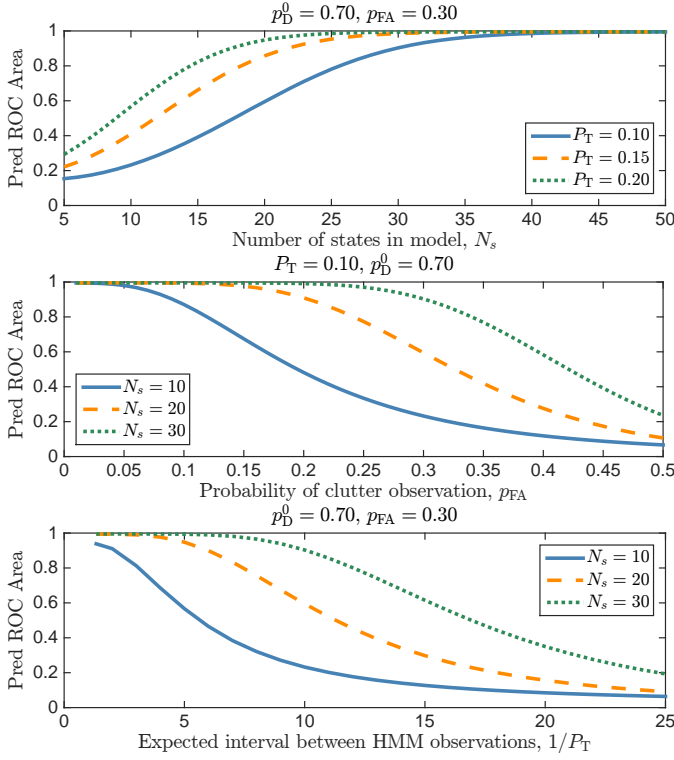 p_D^0 = 0.70, p_FA = 0.30
Pred ROC Area
1
0.8
0.6
0.4
0.2
0
5 10 15 20 25 30 35 40 45 50
P_T = 0.10
P_T = 0.15
P_T = 0.20
Number of states in model, N_s
P_T = 0.10, p_D^0 = 0.70
Pred ROC Area
1
0.8
0.6
0.4
0.2
0
0 0.05 0.1 0.15 0.2 0.25 0.3 0.35 0.4 0.45 0.5
N_s = 10
N_s = 20
N_s = 30
Probability of clutter observation, p_FA
p_D^0 = 0.70, p_FA = 0.30
Pred ROC Area
1
0.8
0.6
0.4
0.2
0
0 5 10 15 20 25
N_s = 10
N_s = 20
N_s = 30
Expected interval between HMM observations, 1/P_T